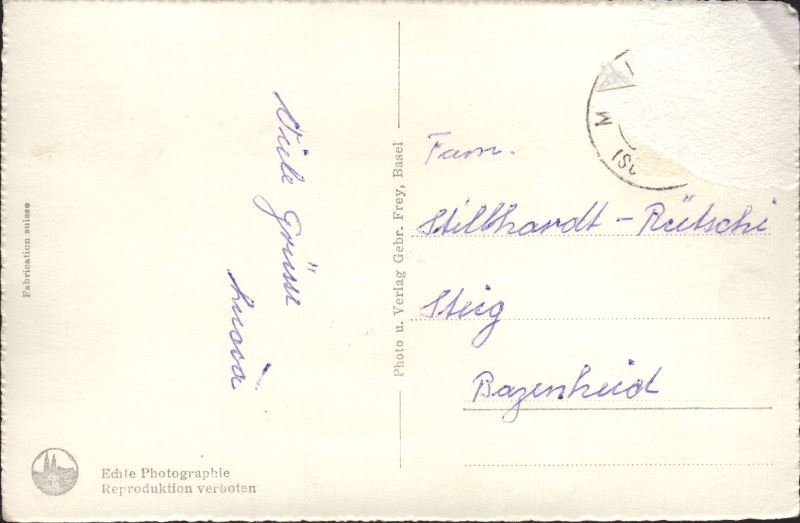 Fabrication suisse
Viele Grüsse
Echte Photographie
Reproduktion verboten
Photo u. Verlag Gebr. Frey, Basel
Fam.
Stillhardt-Rütschi
Steig
Bazenheid